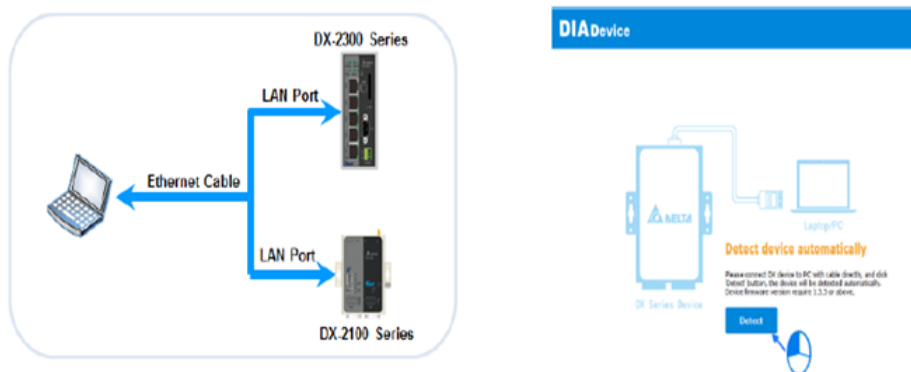 DX-2300 Series
LAN Port
Ethernet Cable
LAN Port
DX-2100 Series
DIADevice
DELTA
Laptop/PC
DX Series Device
Detect device automatically
Please connect DX device to PC with cable directly, and click
'Detect' button, the device will be detected automatically.
Device firmware version require 1.3.3 or above.
Detect